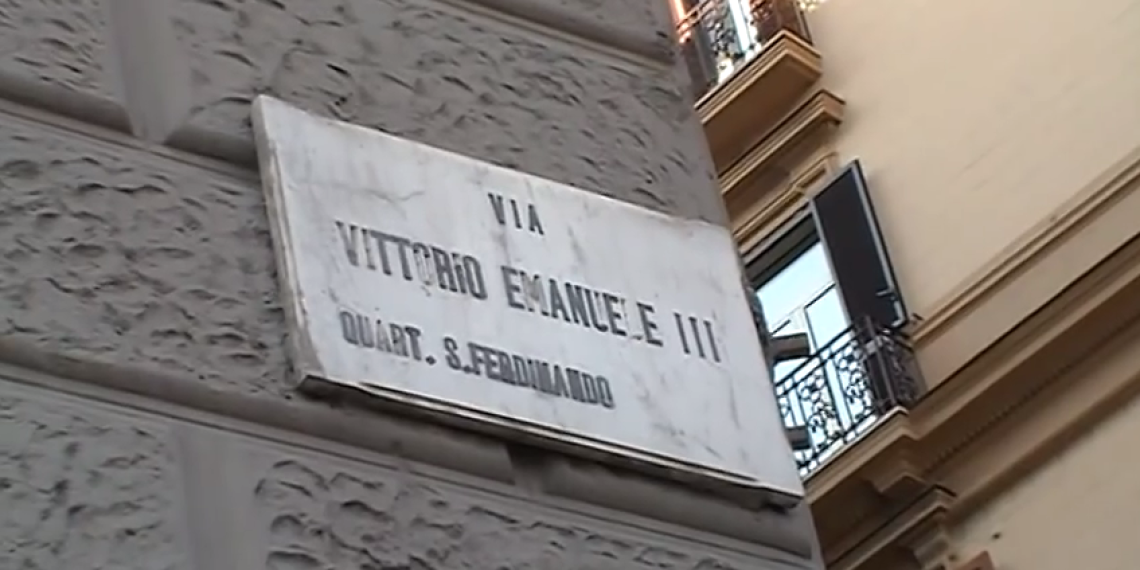 VIA
VITTORIO EMANUELE III
QUART. S. FERDINANDO